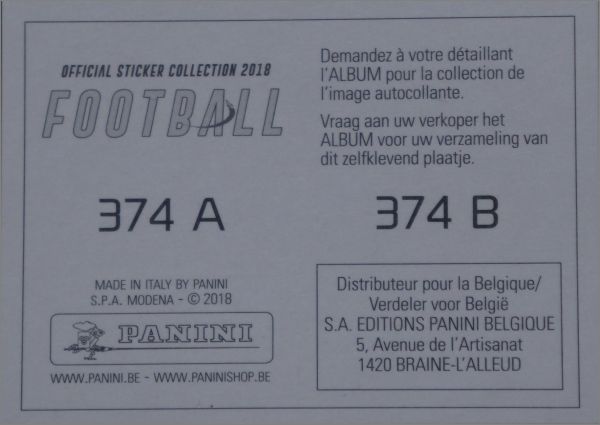 OFFICIAL STICKER COLLECTION 2018
FOOTBALL
Demandez à votre détaillant
l'ALBUM pour la collection de
l'image autocollante.
Vraag aan uw verkoper het
ALBUM voor uw verzameling van
dit zelfklevend plaatje.
374 A
374 B
MADE IN ITALY BY PANINI
S.P.A. MODENA - © 2018
PANINI
WWW.PANINI.BE - WWW.PANINISHOP.BE
Distributeur pour la Belgique/
Verdeler voor België
S.A. EDITIONS PANINI BELGIQUE
5, Avenue de l'Artisanat
1420 BRAINE-L'ALLEUD